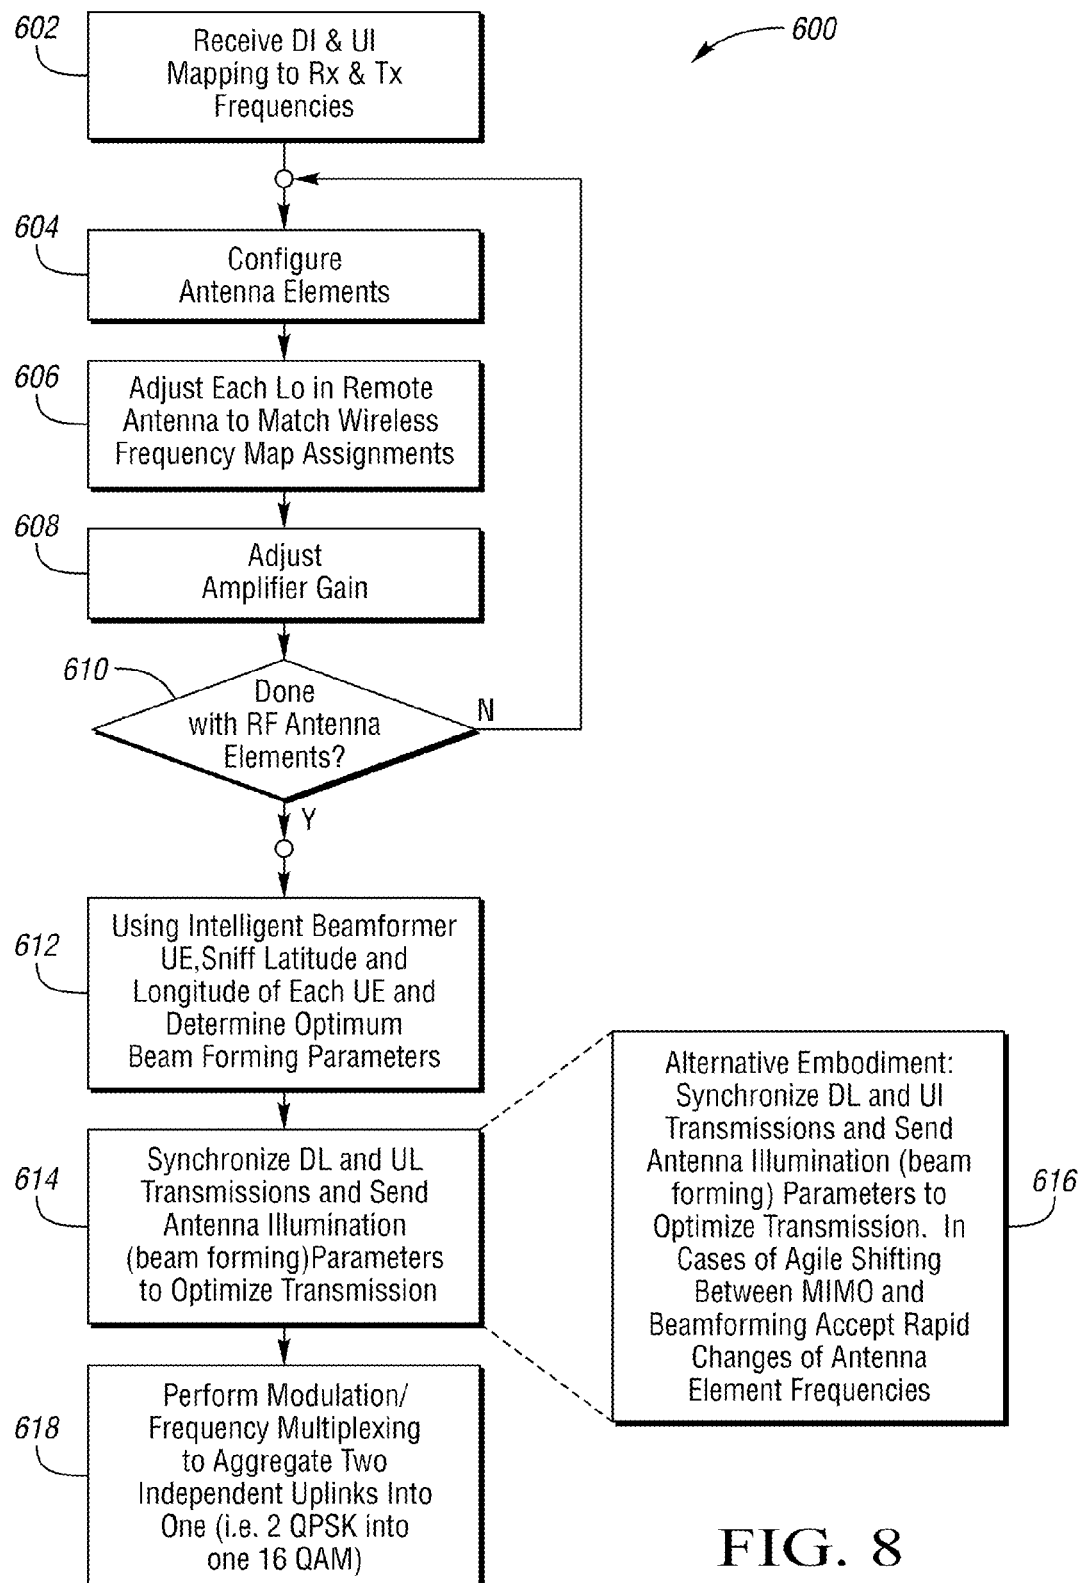 602
Receive DI & UI
Mapping to Rx & Tx
Frequencies
600
604
Configure
Antenna Elements
606
Adjust Each Lo in Remote
Antenna to Match Wireless
Frequency Map Assignments
608
Adjust
Amplifier Gain
610
Done
with RF Antenna
Elements?
N
Y
612
Using Intelligent Beamformer
UE,Sniff Latitude and
Longitude of Each UE and
Determine Optimum
Beam Forming Parameters
614
Synchronize DL and UL
Transmissions and Send
Antenna Illumination
(beam forming)Parameters
to Optimize Transmission
Alternative Embodiment:
Synchronize DL and UI
Transmissions and Send
Antenna Illumination (beam
forming) Parameters to
Optimize Transmission. In
Cases of Agile Shifting
Between MIMO and
Beamforming Accept Rapid
Changes of Antenna
Element Frequencies
616
618
Perform Modulation/
Frequency Multiplexing
to Aggregate Two
Independent Uplinks Into
One (i.e. 2 QPSK into
one 16 QAM)
FIG. 8